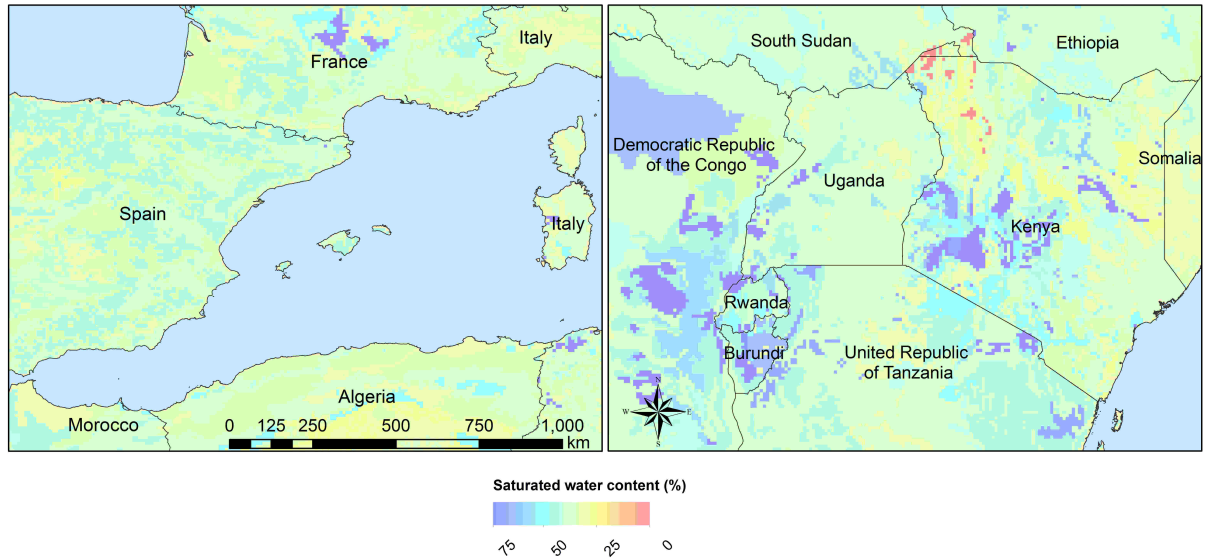 France
Italy
Spain
Italy
Algeria
Morocco
0 125 250 500 750 1,000
km
South Sudan
Ethiopia
Democratic Republic
of the Congo
Uganda
Somalia
Kenya
Rwanda
Burundi
United Republic
of Tanzania
N
W E
S
Saturated water content (%)
75 50 25 0